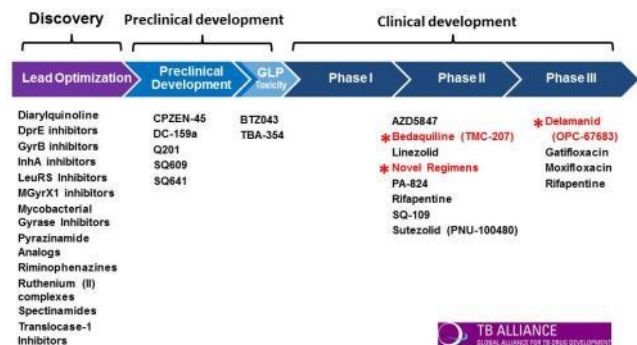 Discovery
Preclinical development
Clinical development
Lead Optimization
Preclinical
Development
GLP
Toxicity
Phase I
Phase II
Phase III
Diarylquinoline
DprE inhibitors
GyrB inhibitors
InhA inhibitors
LeuRS Inhibitors
MGyrX1 inhibitors
Mycobacterial
Gyrase Inhibitors
Pyrazinamide
Analogs
Riminophenazines
Ruthenium (II)
complexes
Spectinamides
Translocase-1
Inhibitors
CPZEN-45
DC-159a
Q201
SQ609
SQ641
BTZ043
TBA-354
AZD5847
* Bedaquiline (TMC-207)
Linezolid
* Novel Regimens
PA-824
Rifapentine
SQ-109
Sutezolid (PNU-100480)
* Delamanid
(OPC-67683)
Gatifloxacin
Moxifloxacin
Rifapentine
TB ALLIANCE
GLOBAL ALLIANCE FOR TB DRUG DEVELOPMENT